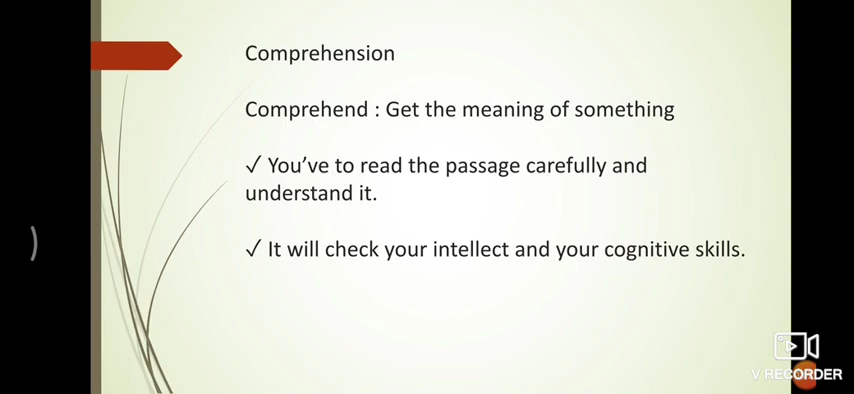 Comprehension
Comprehend : Get the meaning of something
✓ You've to read the passage carefully and
understand it.
✓ It will check your intellect and your cognitive skills.
V RECORDER